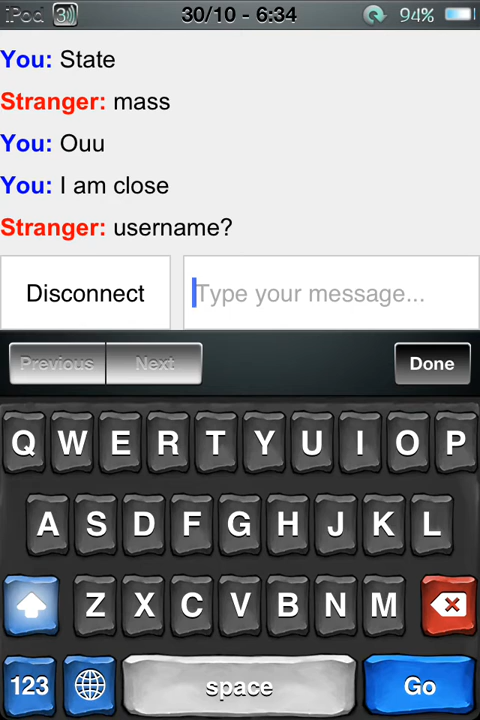 iPod 30/10 - 6:34 94%
You: State
Stranger: mass
You: Ouu
You: I am close
Stranger: username?
Disconnect Type your message...
Previous Next Done
Q W E R T Y U I O P
A S D F G H J K L
Z X C V B N M
123 space Go